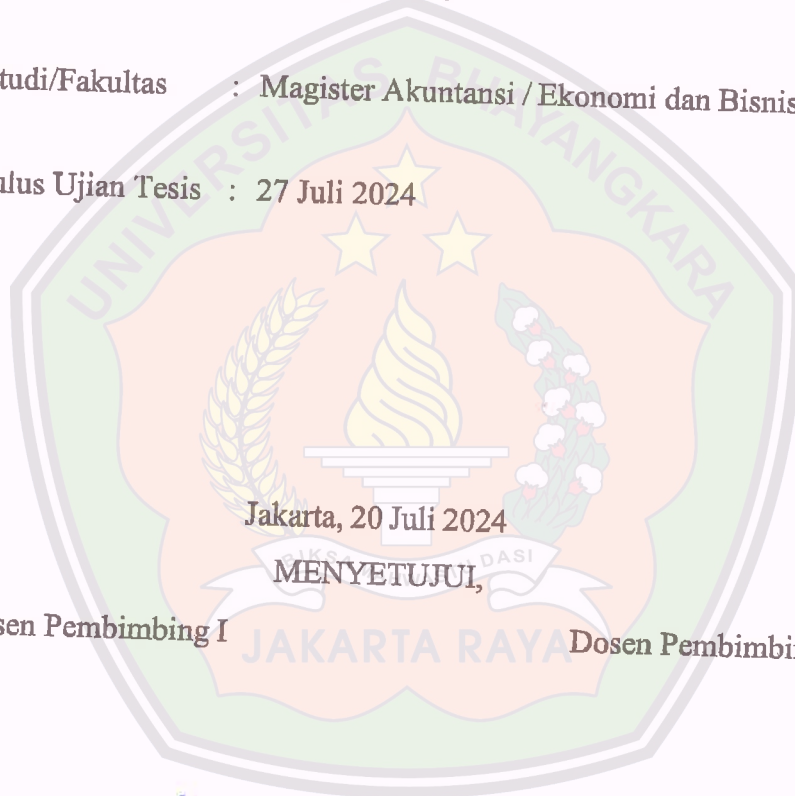 tudi/Fakultas : Magister Akuntansi / Ekonomi dan Bisnis
ulus Ujian Tesis : 27 Juli 2024
UNIVERSITAS BHAYANGKARA
Jakarta, 20 Juli 2024
MENYETUJUI,
sen Pembimbing I Dosen Pembimbi
JAKARTA RAYA